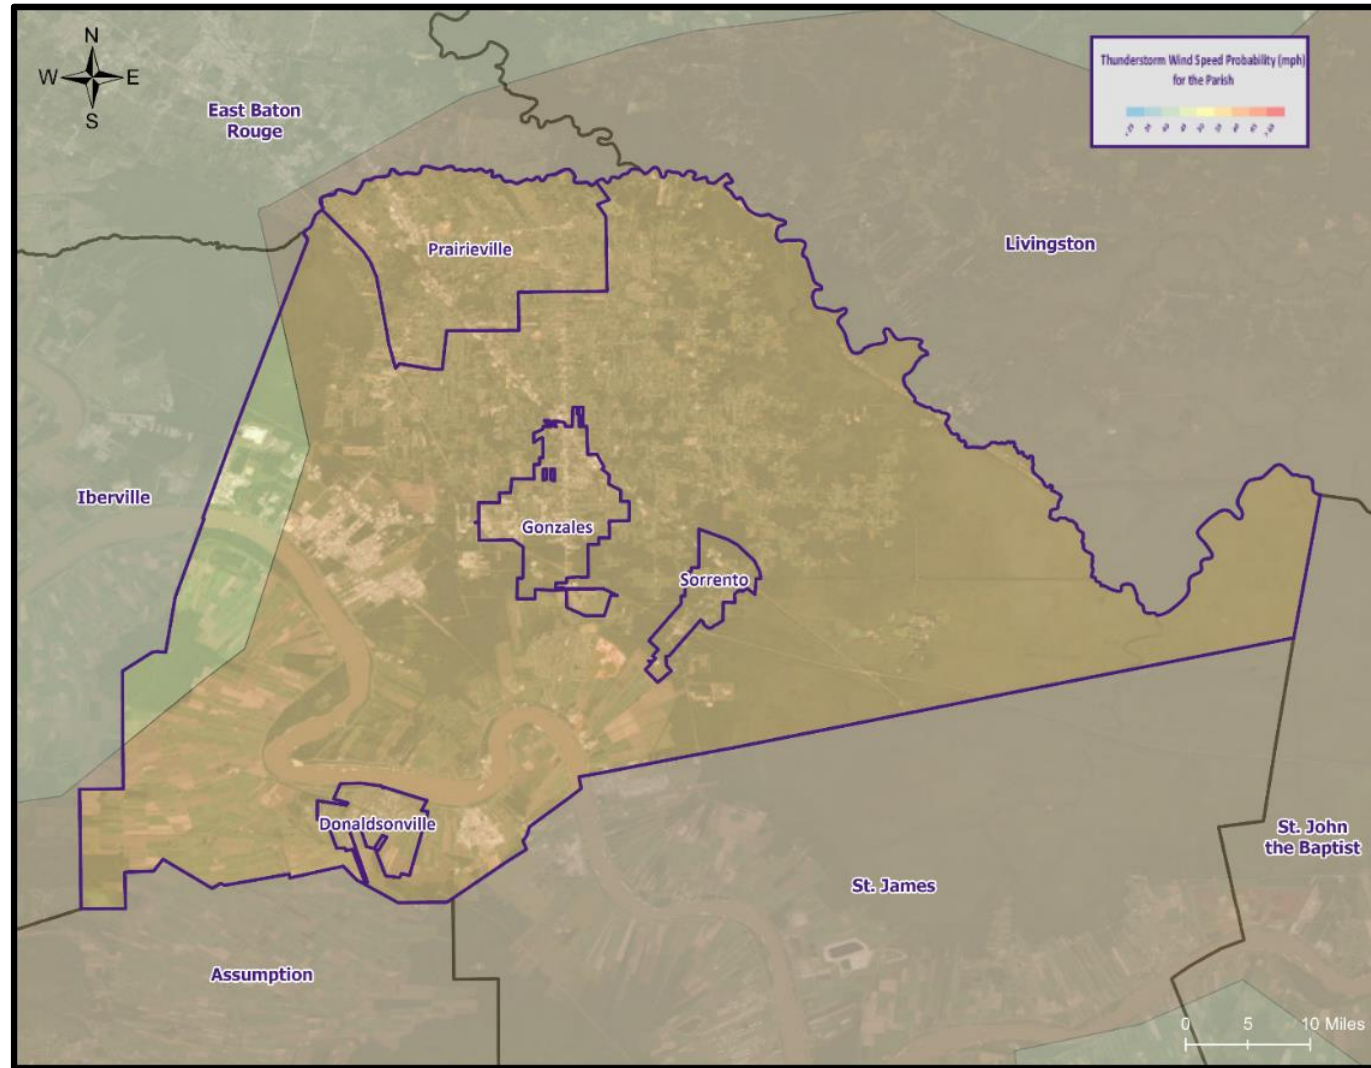 N
W
E
S
Thunderstorm Wind Speed Probability (mph)
for the Parish
East Baton
Rouge
Livingston
Prairieville
Iberville
Gonzales
Sorrento
Donaldsonville
St. John
the Baptist
St. James
Assumption
0 5 10 Miles